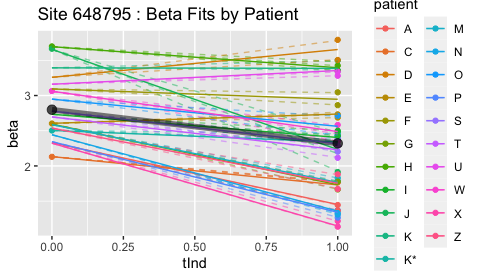 Site 648795 : Beta Fits by Patient
beta
3
2
0.00
0.25
0.50
0.75
1.00
tInd
patient
A
C
D
E
F
G
H
I
J
K
K*
M
N
O
P
S
T
U
W
X
Z